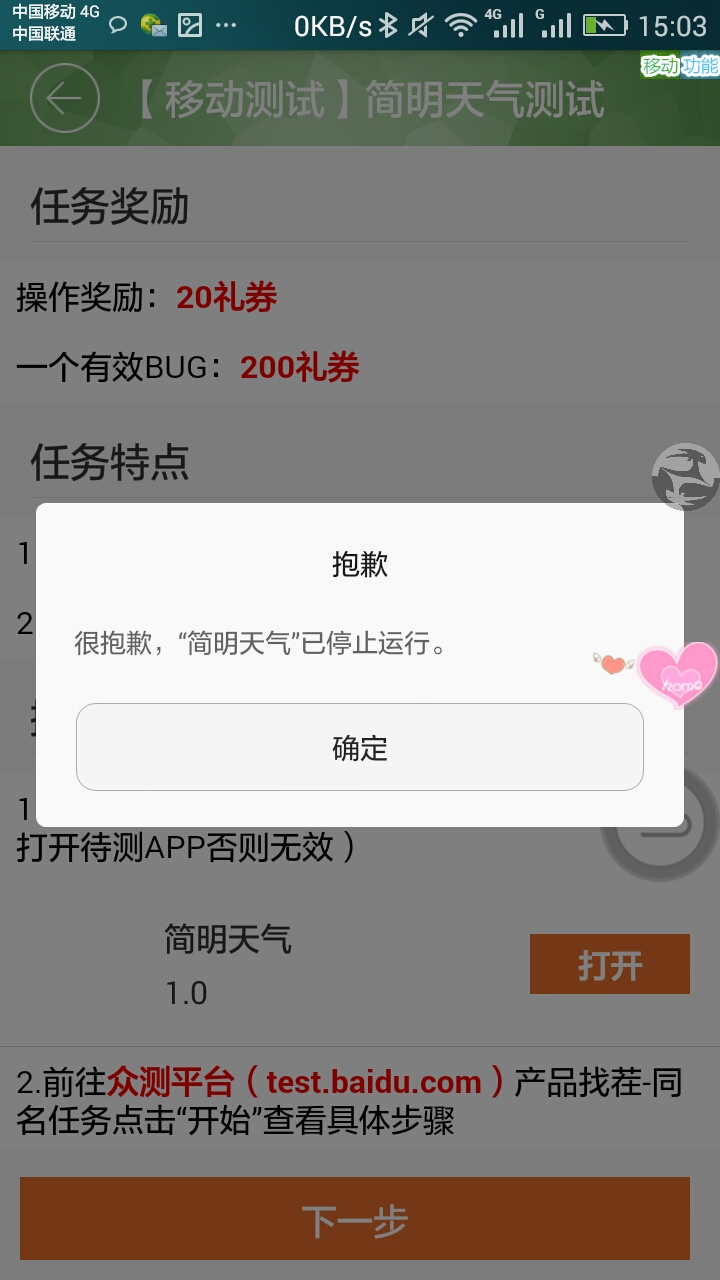 中国移动 4G
中国联通
0KB/s
4G
G
15:03
移动功能
【移动测试】简明天气测试
任务奖励
操作奖励：20礼券
一个有效BUG：200礼券
任务特点
1
2
抱歉
很抱歉，“简明天气”已停止运行。
home
确定
1
打开待测APP否则无效）
简明天气
打开
1.0
2.前往众测平台（test.baidu.com）产品找茬-同
名任务点击“开始”查看具体步骤
下一步